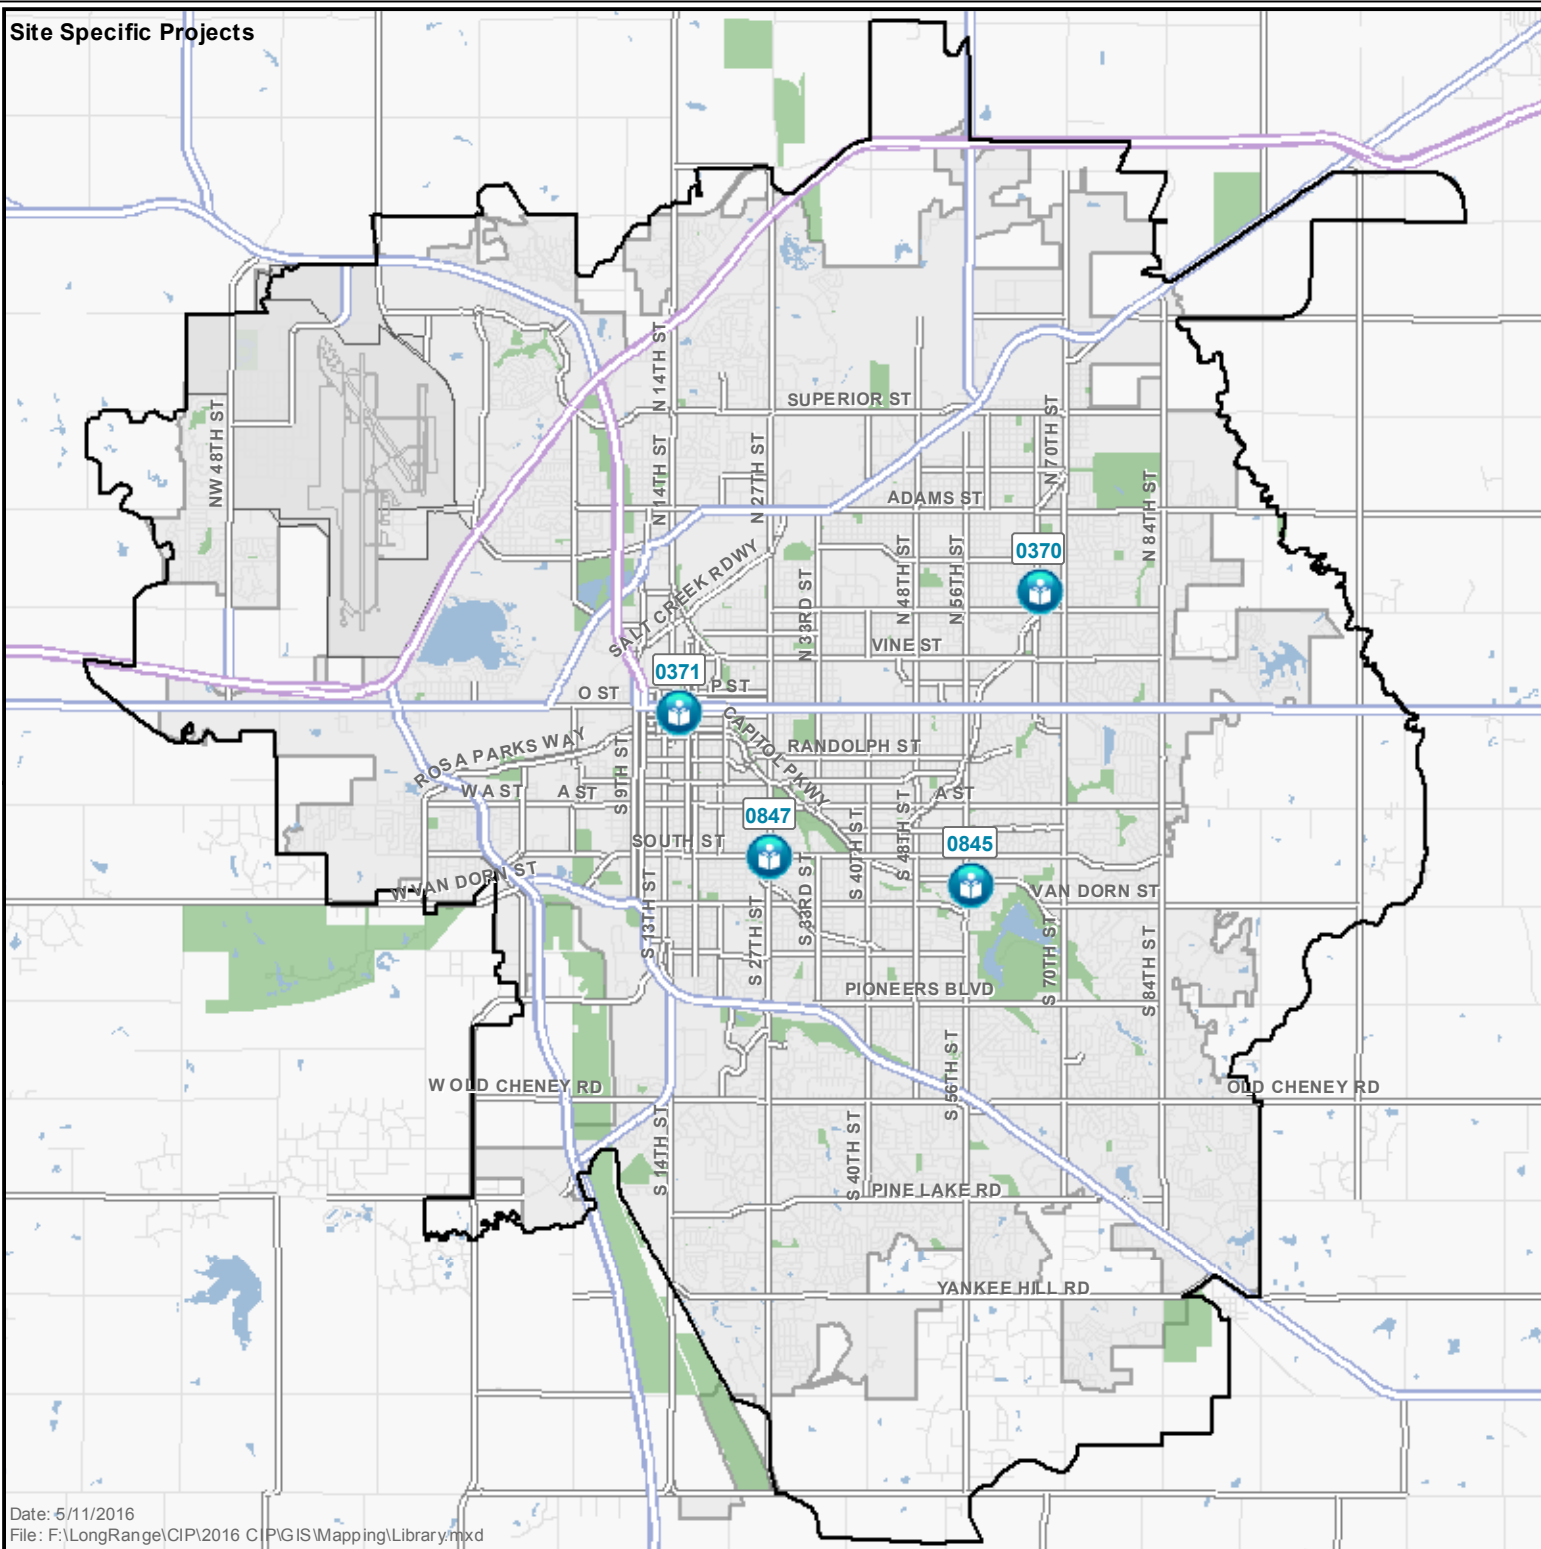 Site Specific Projects
SUPERIOR ST
N 14TH ST
N 70TH ST
NW 48TH ST
N 14TH ST
N 27TH ST
N 84TH ST
ADAMS ST
0370
SALT CREEK RDWY
N 33RD ST
N 48TH ST
N 56TH ST
VINE ST
0371
O ST
P ST
CAPITOL PKWY
RANDOLPH ST
ROSA PARKS WAY
S 9TH ST
W A ST
A ST
A ST
0847
SOUTH ST
S 40TH ST
S 48TH ST
0845
W VAN DORN ST
VAN DORN ST
S 13TH ST
S 27TH ST
S 33RD ST
S 70TH ST
S 84TH ST
PIONEERS BLVD
S 56TH ST
W OLD CHENEY RD
OLD CHENEY RD
S 14TH ST
S 40TH ST
PINE LAKE RD
YANKEE HILL RD
Date: 5/11/2016
File: F:\LongRange\CIP\2016 CIP\GIS\Mapping\Library.mxd